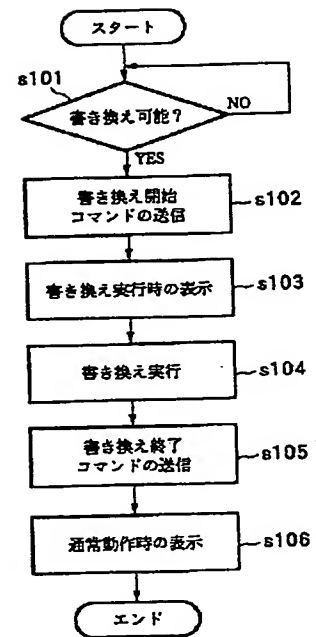 スタート
s101
書き換え可能？
NO
YES
書き換え開始
コマンドの送信
s102
書き換え実行時の表示
s103
書き換え実行
s104
書き換え終了
コマンドの送信
s105
通常動作時の表示
s106
エンド